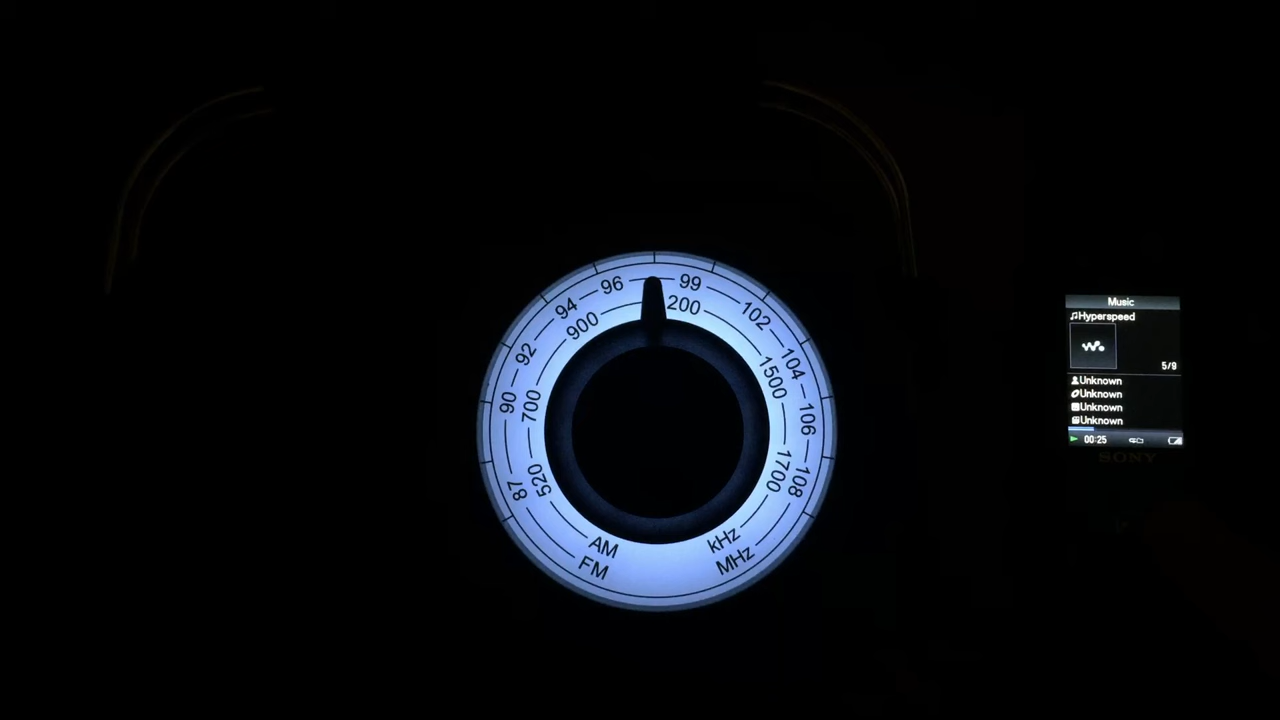 87 90 92 94 96 99 102 104 106 108
520 700 900 200 1500 1700
AM kHz
FM MHz
Music
Hyperspeed
5/9
Unknown
Unknown
Unknown
Unknown
00:25
SONY